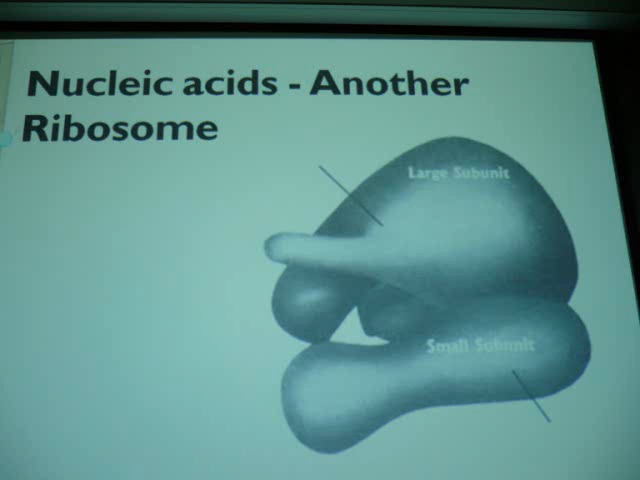 Nucleic acids - Another
Ribosome
Large Subunit
Small Subunit